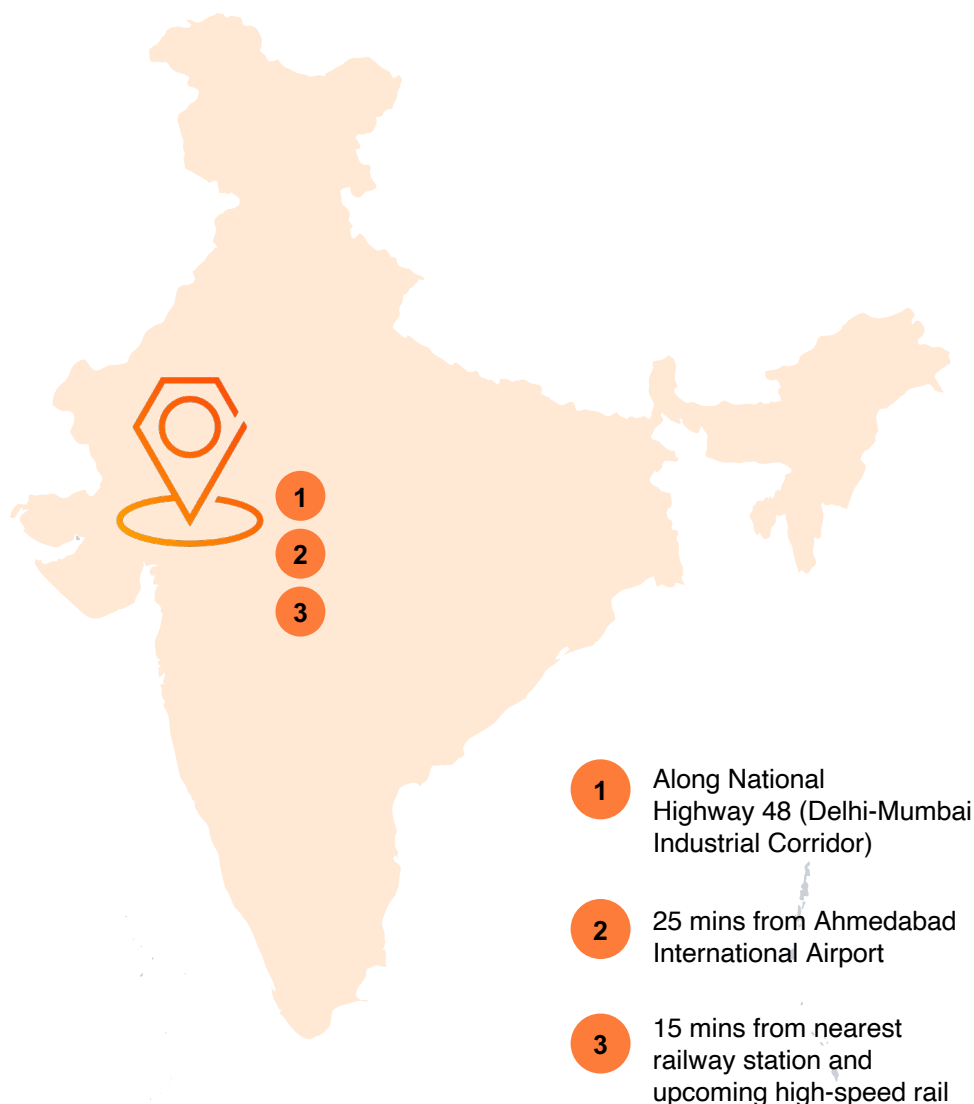 1
2
3
1
Along National
Highway 48 (Delhi-Mumbai
Industrial Corridor)
2
25 mins from Ahmedabad
International Airport
3
15 mins from nearest
railway station and
upcoming high-speed rail